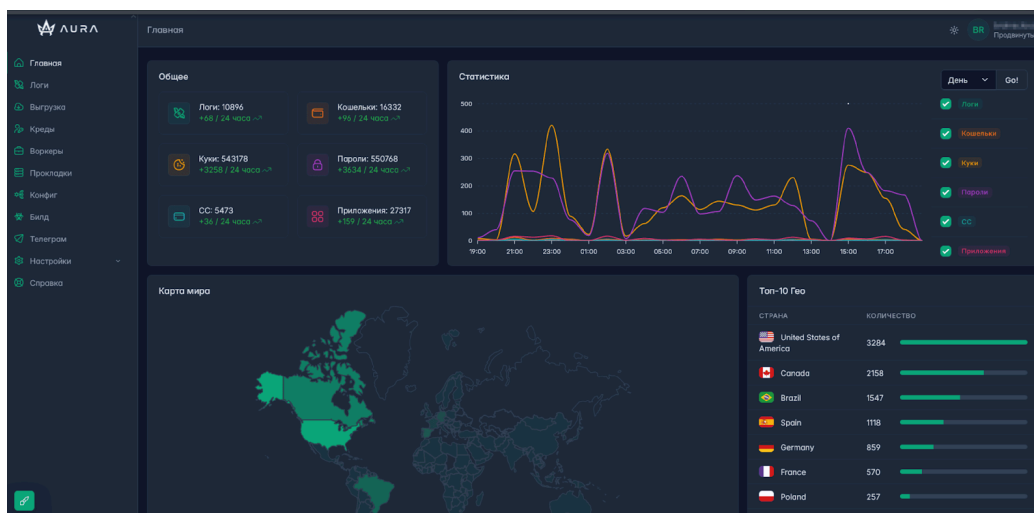 AURA
Главная
BR
Продвинуты
Главная
Логи
Выгрузка
Креды
Воркеры
Прокладки
Конфиг
Билд
Телеграм
Настройки
Справка
Общее
Логи: 10896
+68 / 24 часа
Кошельки: 16332
+96 / 24 часа
Куки: 543178
+3258 / 24 часа
Пароли: 550768
+3634 / 24 часа
CC: 5473
+36 / 24 часа
Приложения: 27317
+159 / 24 часа
Статистика
День
Go!
500
400
300
200
100
0
19:00 21:00 23:00 01:00 03:00 05:00 07:00 09:00 11:00 13:00 15:00 17:00
Логи
Кошельки
Куки
Пароли
CC
Приложения
Карта мира
Топ-10 Гео
СТРАНА КОЛИЧЕСТВО
United States of
America 3284
Canada 2158
Brazil 1547
Spain 1118
Germany 859
France 570
Poland 257